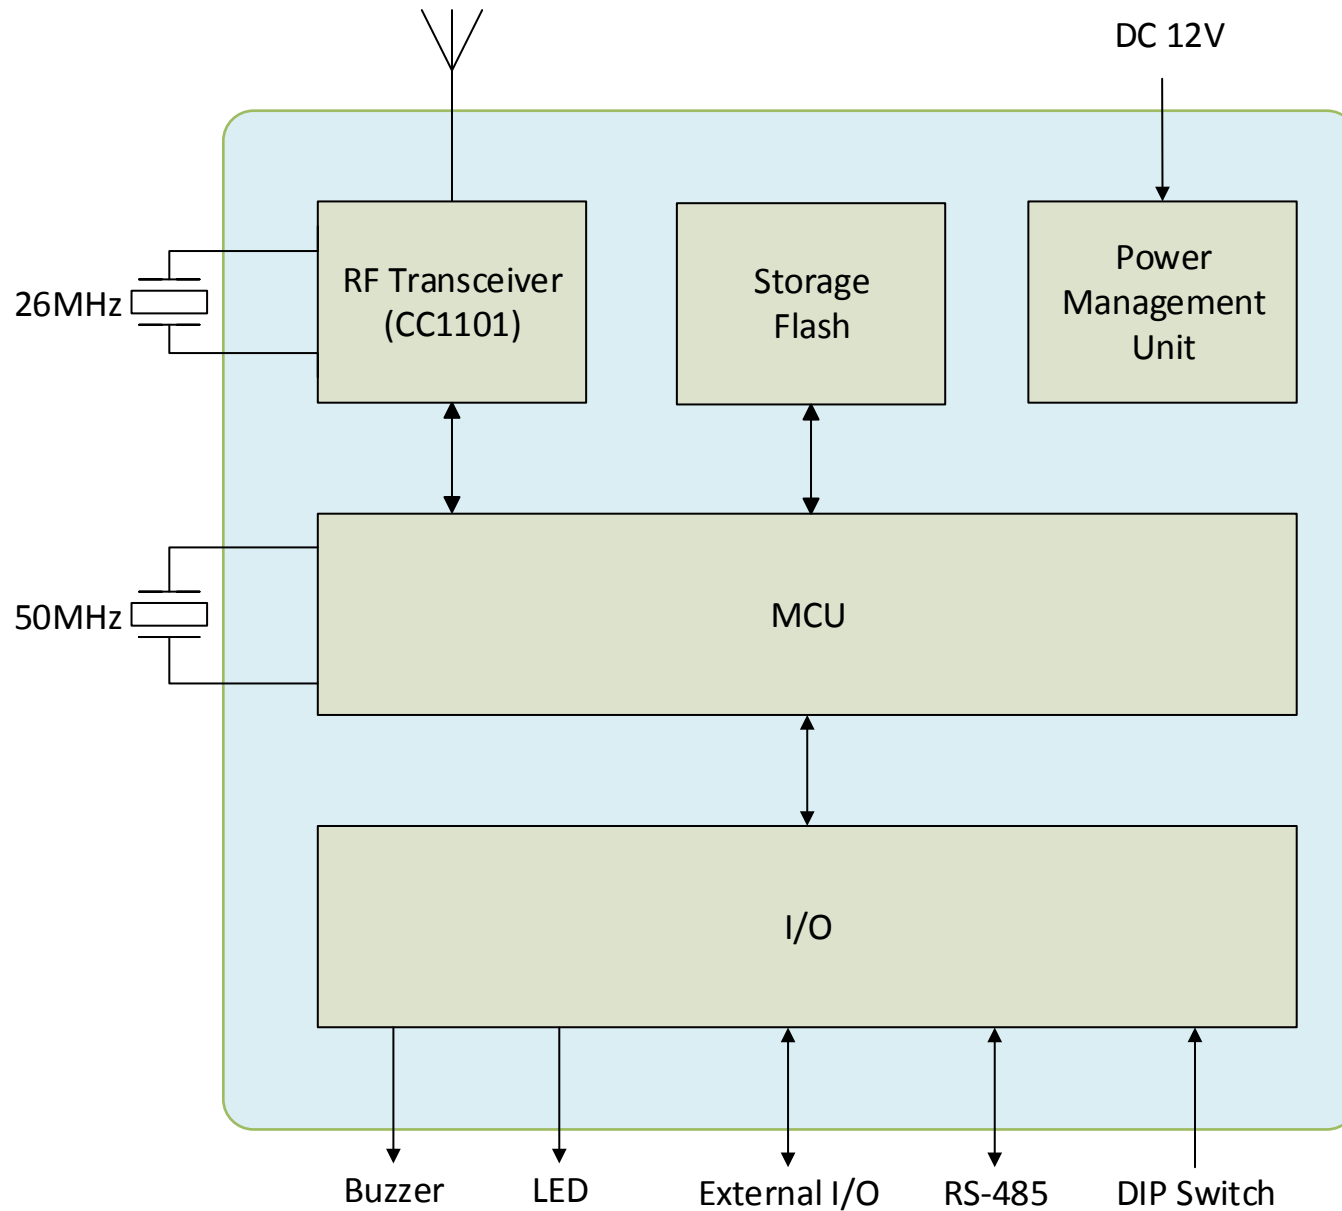 DC 12V
RF Transceiver
(CC1101)
Storage
Flash
Power
Management
Unit
26MHz
50MHz
MCU
I/O
Buzzer
LED
External I/O
RS-485
DIP Switch